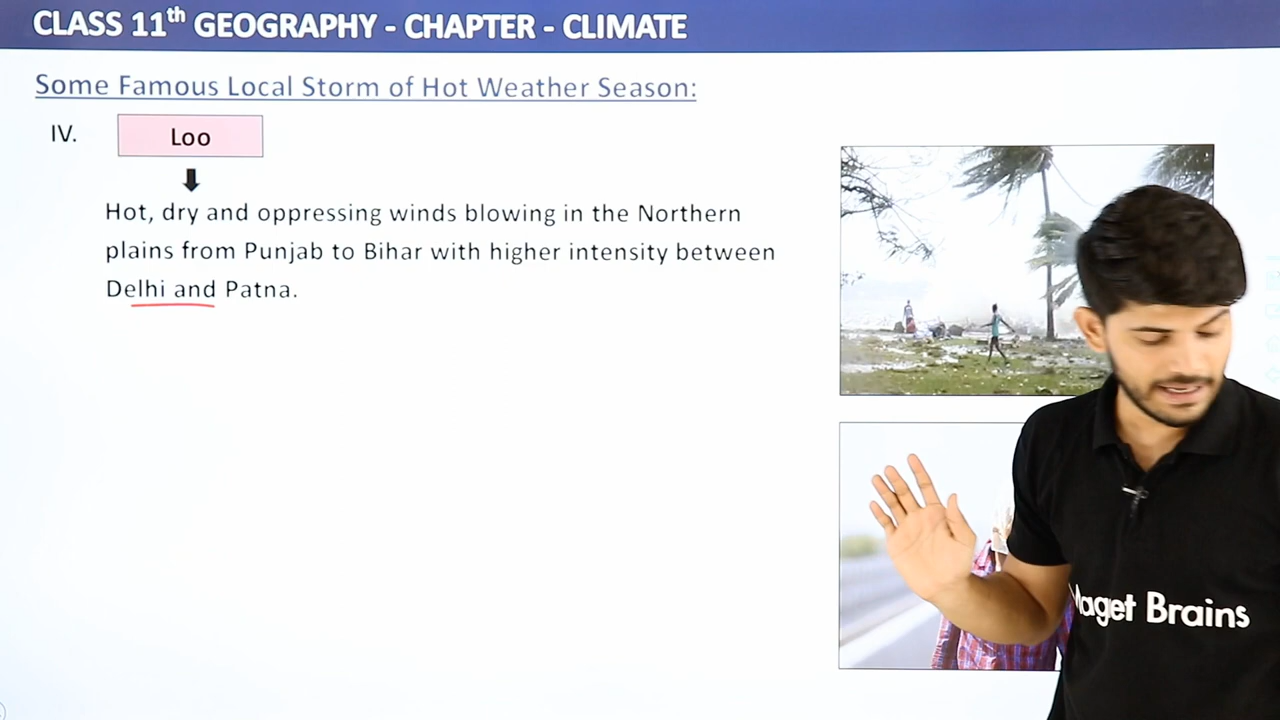 CLASS 11th GEOGRAPHY - CHAPTER - CLIMATE
Some Famous Local Storm of Hot Weather Season:
IV. Loo
Hot, dry and oppressing winds blowing in the Northern
plains from Punjab to Bihar with higher intensity between
Delhi and Patna.
aget Brains